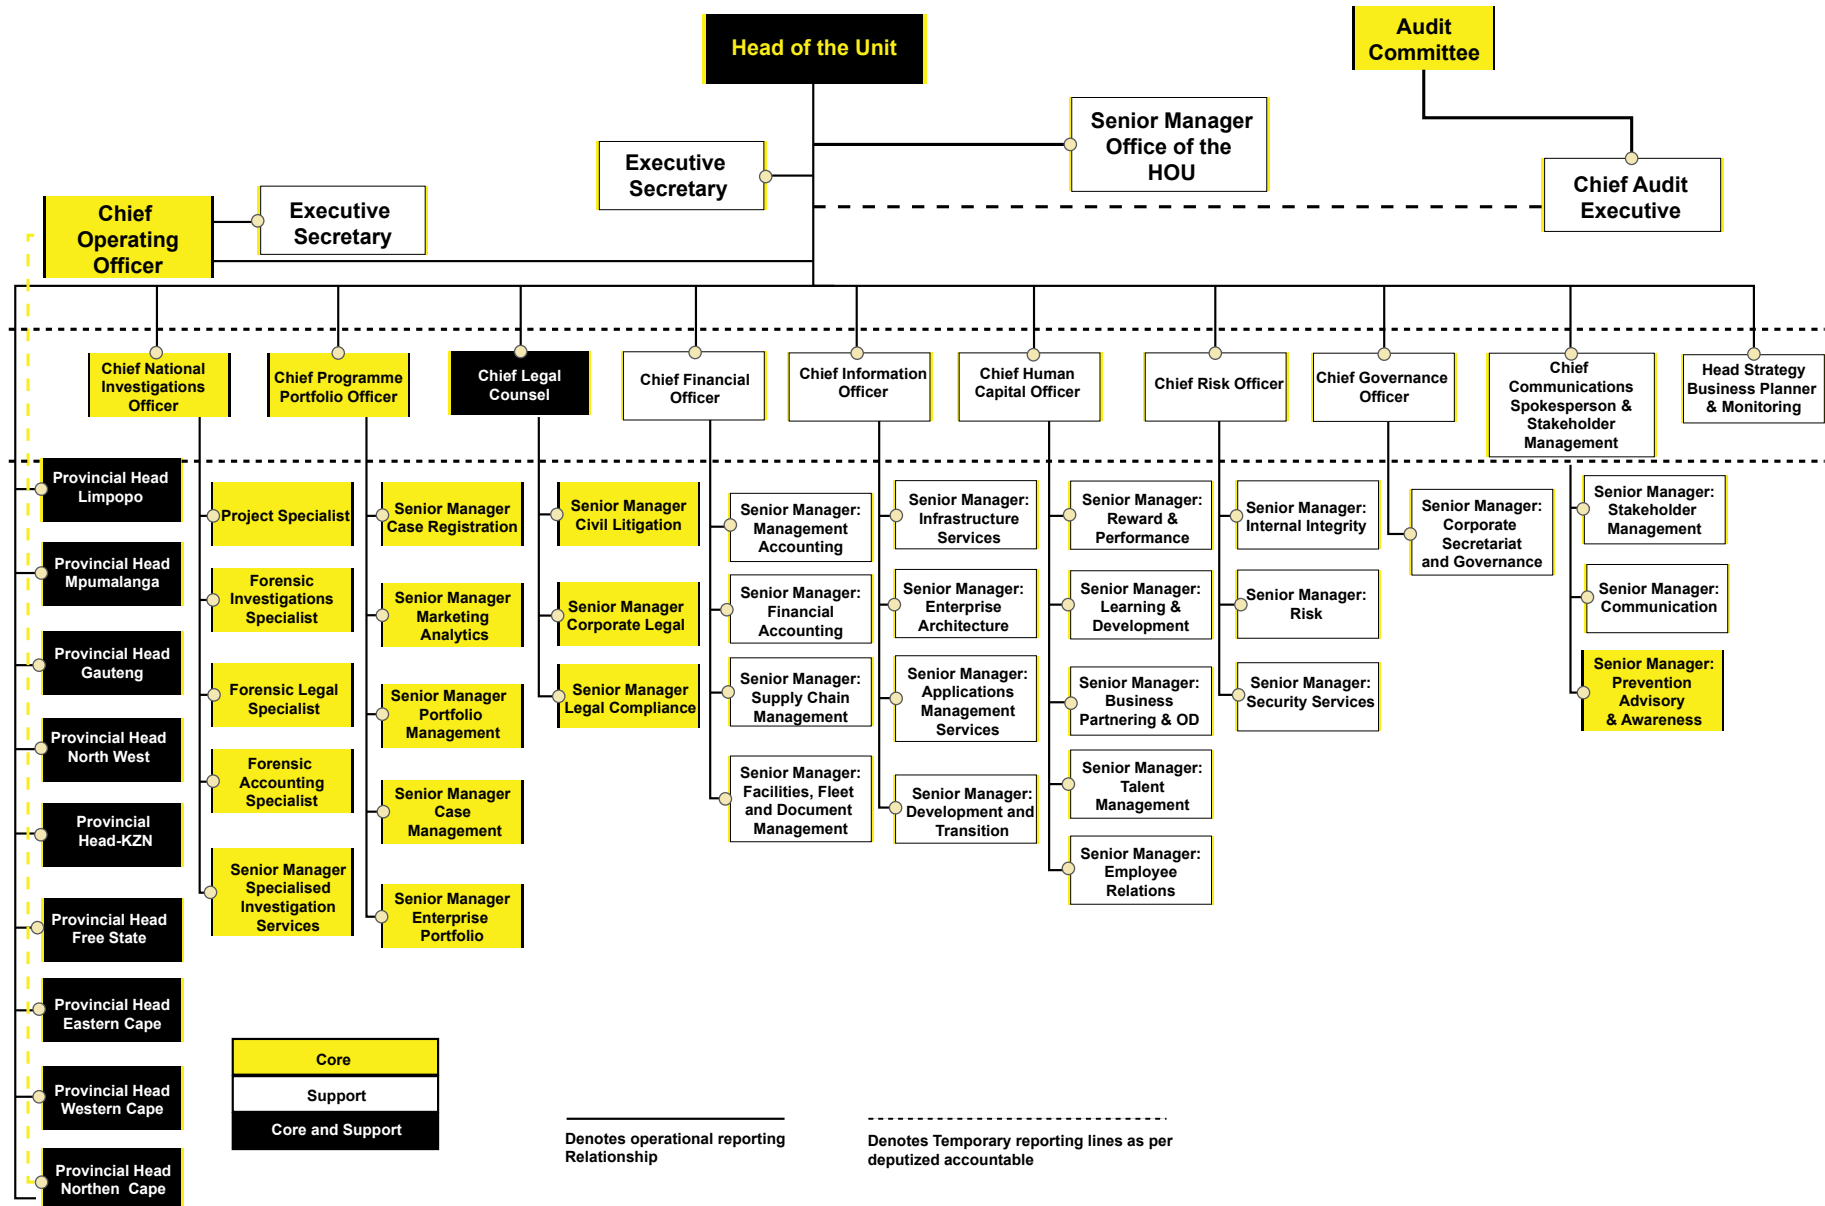 Head of the Unit
Audit
Committee
Senior Manager
Office of the
HOU
Executive
Secretary
Chief Audit
Executive
Chief
Operating
Officer
Executive
Secretary
Chief National
Investigations
Officer
Chief Programme
Portfolio Officer
Chief Legal
Counsel
Chief Financial
Officer
Chief Information
Officer
Chief Human
Capital Officer
Chief Risk Officer
Chief Governance
Officer
Chief
Communications
Spokesperson &
Stakeholder
Management
Head Strategy
Business Planner
& Monitoring
Provincial Head
Limpopo
Provincial Head
Mpumalanga
Provincial Head
Gauteng
Provincial Head
North West
Provincial
Head-KZN
Provincial Head
Free State
Provincial Head
Eastern Cape
Provincial Head
Western Cape
Provincial Head
Northen Cape
Project Specialist
Forensic
Investigations
Specialist
Forensic Legal
Specialist
Forensic
Accounting
Specialist
Senior Manager
Specialised
Investigation
Services
Senior Manager
Case Registration
Senior Manager
Marketing
Analytics
Senior Manager
Portfolio
Management
Senior Manager
Case
Management
Senior Manager
Enterprise
Portfolio
Senior Manager
Civil Litigation
Senior Manager
Corporate Legal
Senior Manager
Legal Compliance
Senior Manager:
Management
Accounting
Senior Manager:
Financial
Accounting
Senior Manager:
Supply Chain
Management
Senior Manager:
Facilities, Fleet
and Document
Management
Senior Manager:
Infrastructure
Services
Senior Manager:
Enterprise
Architecture
Senior Manager:
Applications
Management
Services
Senior Manager:
Development and
Transition
Senior Manager:
Reward &
Performance
Senior Manager:
Learning &
Development
Senior Manager:
Business
Partnering & OD
Senior Manager:
Talent
Management
Senior Manager:
Employee
Relations
Senior Manager:
Internal Integrity
Senior Manager:
Risk
Senior Manager:
Security Services
Senior Manager:
Corporate
Secretariat
and Governance
Senior Manager:
Stakeholder
Management
Senior Manager:
Communication
Senior Manager:
Prevention
Advisory
& Awareness
Core
Support
Core and Support
Denotes operational reporting
Relationship
Denotes Temporary reporting lines as per
deputized accountable